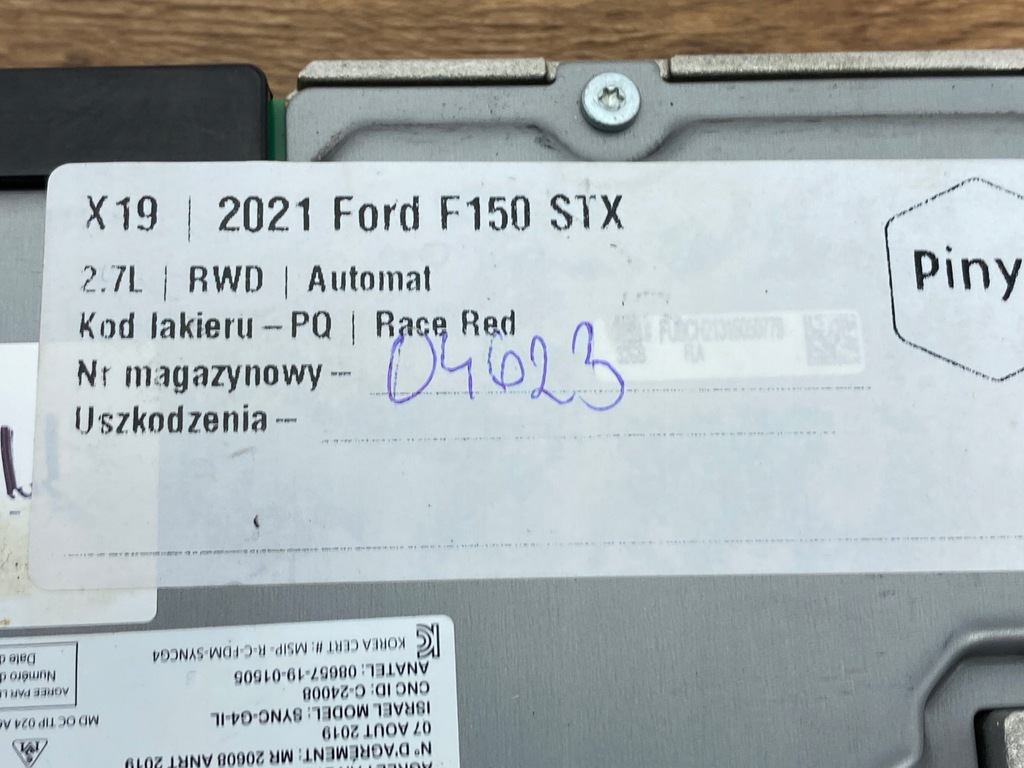 X19 | 2021 Ford F150 STX
2.7L | RWD | Automat
Kod lakieru – PQ | Race Red
Nr magazynowy – 04623
Uszkodzenia –
Piny
KOREA CERT #: MSIP- R-C-FDM-SYNCG4
ANATEL: 08657-19-01505
CNC ID: C-24008
ISRAEL MODEL: SYNC-G4-IL
07 AOUT 2019
N° D'AGRÉMENT: MR 20608 ANRT 2019